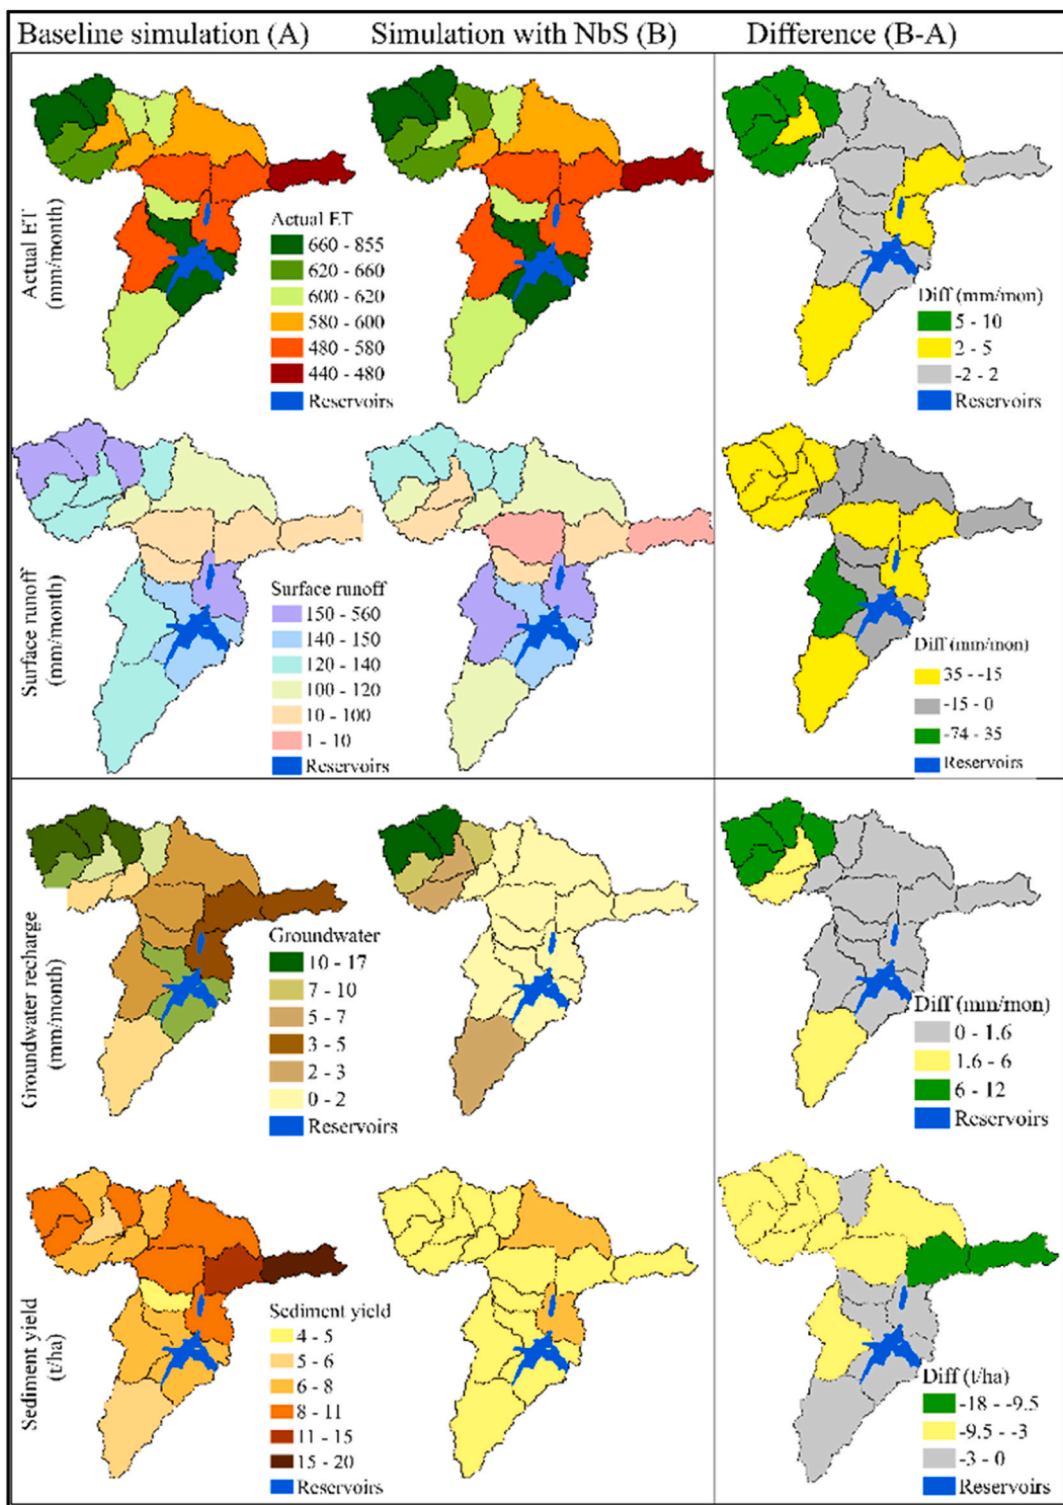 Baseline simulation (A)
Simulation with NbS (B)
Difference (B-A)
Actual ET
(mm/month)
Actual ET
660 - 855
620 - 660
600 - 620
580 - 600
480 - 580
440 - 480
Reservoirs
Diff (mm/mon)
5 - 10
2 - 5
-2 - 2
Reservoirs
Surface runoff
(mm/month)
Surface runoff
150 - 560
140 - 150
120 - 140
100 - 120
10 - 100
1 - 10
Reservoirs
Diff (mm/mon)
35 - -15
-15 - 0
-74 - 35
Reservoirs
Groundwater recharge
(mm/month)
Groundwater
10 - 17
7 - 10
5 - 7
3 - 5
2 - 3
0 - 2
Reservoirs
Diff (mm/mon)
0 - 1.6
1.6 - 6
6 - 12
Reservoirs
Sediment yield
(t/ha)
Sediment yield
4 - 5
5 - 6
6 - 8
8 - 11
11 - 15
15 - 20
Reservoirs
Diff (t/ha)
-18 - -9.5
-9.5 - -3
-3 - 0
Reservoirs